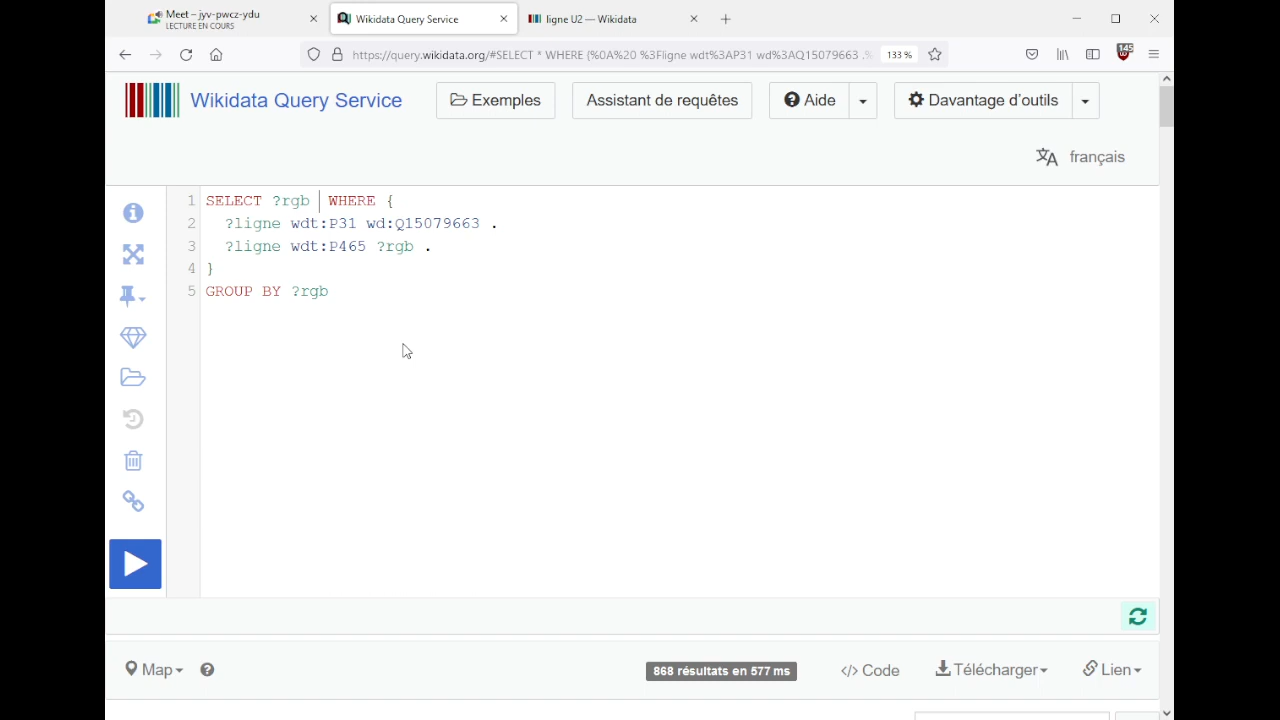 Meet – jyv-pwcz-ydu
LECTURE EN COURS
Wikidata Query Service
ligne U2 — Wikidata
https://query.wikidata.org/#SELECT * WHERE {%0A%20 %3Fligne wdt%3AP31 wd%3AQ15079663 .%
133 %
145
Wikidata Query Service
Exemples
Assistant de requêtes
Aide
Davantage d'outils
français
1 SELECT ?rgb WHERE {
2 ?ligne wdt:P31 wd:Q15079663 .
3 ?ligne wdt:P465 ?rgb .
4 }
5 GROUP BY ?rgb
Map
868 résultats en 577 ms
</> Code
Télécharger
Lien